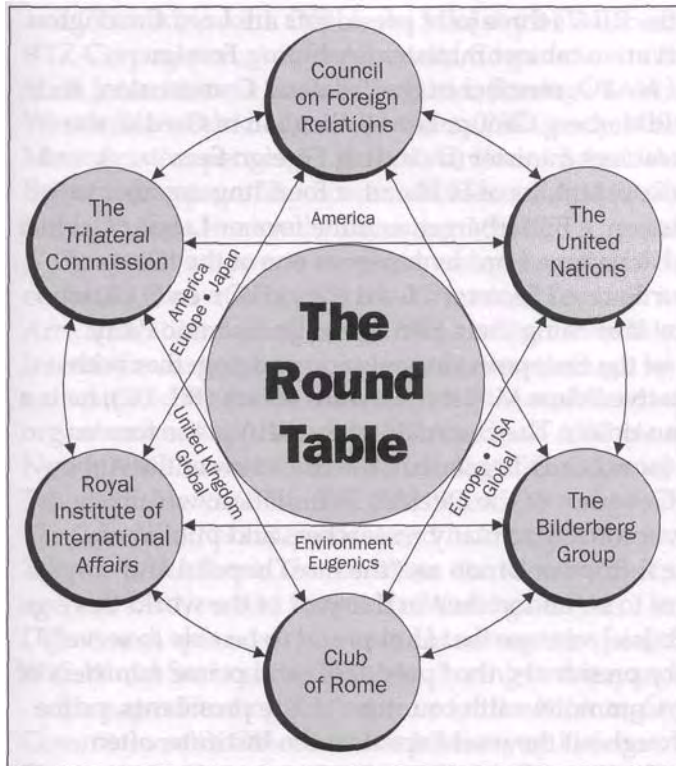 Council
on Foreign
Relations
The
Trilateral
Commission
America
The
United
Nations
America
Europe • Japan
The
Round
Table
United Kingdom
Global
Europe • USA
Global
Royal
Institute of
International
Affairs
Environment
Eugenics
The
Bilderberg
Group
Club
of Rome